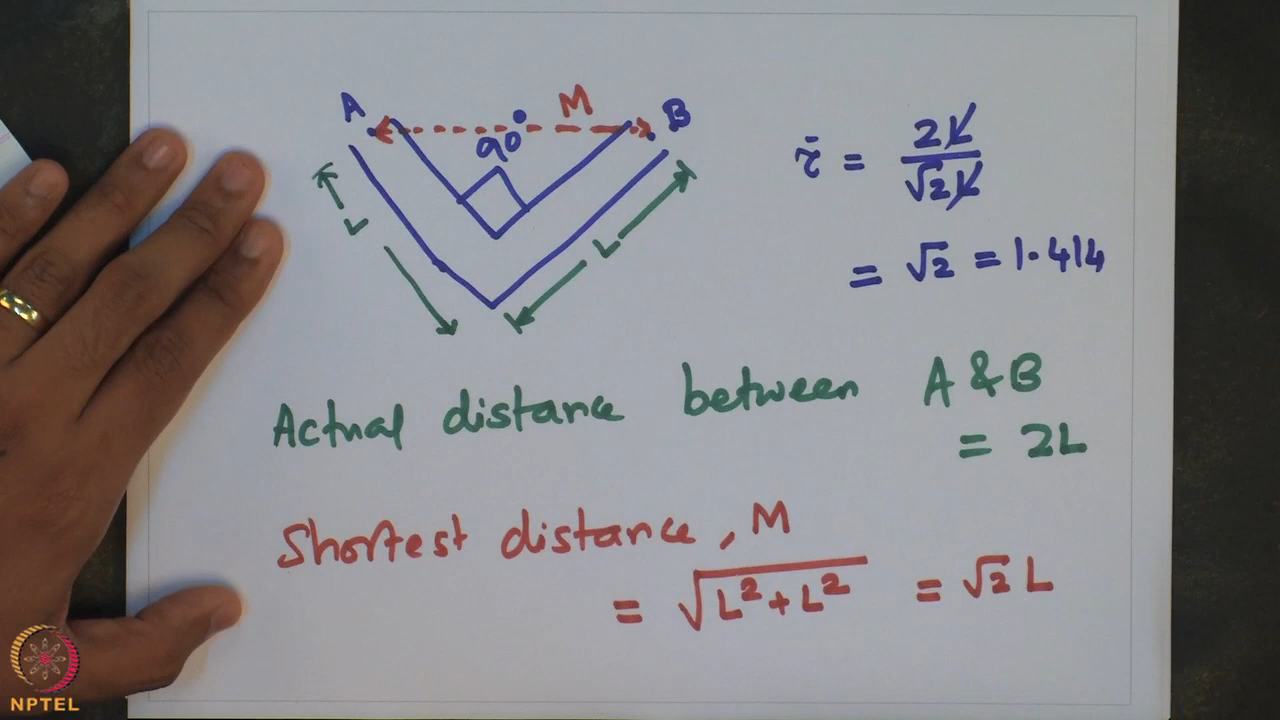 A M B
90°
L L
τ̄ = 2L/√2L
= √2 = 1.414
Actual distance between A & B
= 2L
Shortest distance, M
= √L²+L² = √2 L
NPTEL